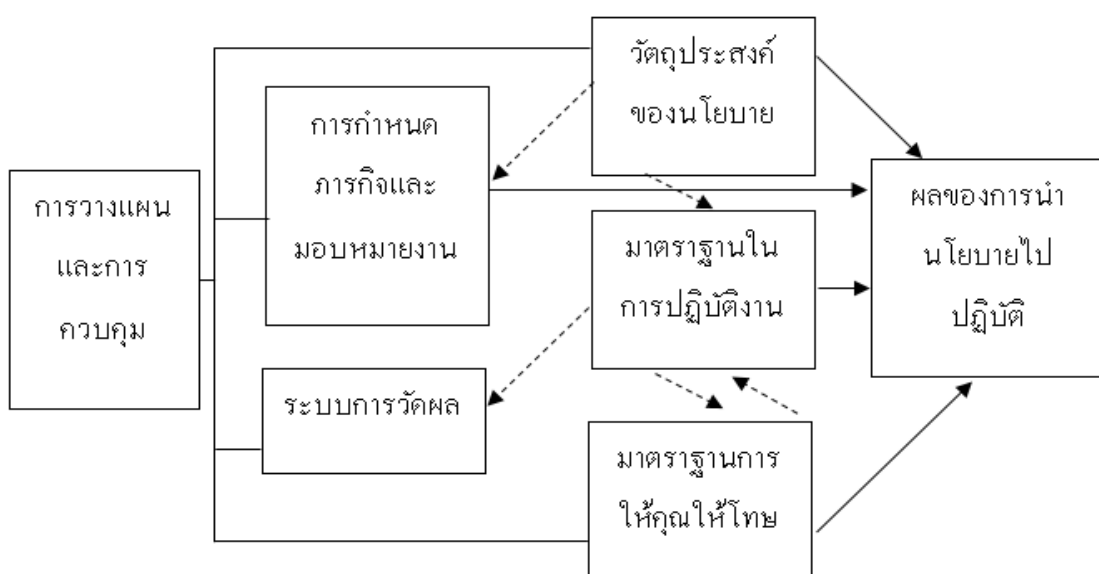 วัตถุประสงค์
ของนโยบาย
การกำหนด
ภารกิจและ
มอบหมายงาน
การวางแผน
และการ
ควบคุม
ผลของการนำ
นโยบายไป
ปฏิบัติ
มาตราฐานใน
การปฏิบัติงาน
ระบบการวัดผล
มาตราฐานการ
ให้คุณให้โทษ